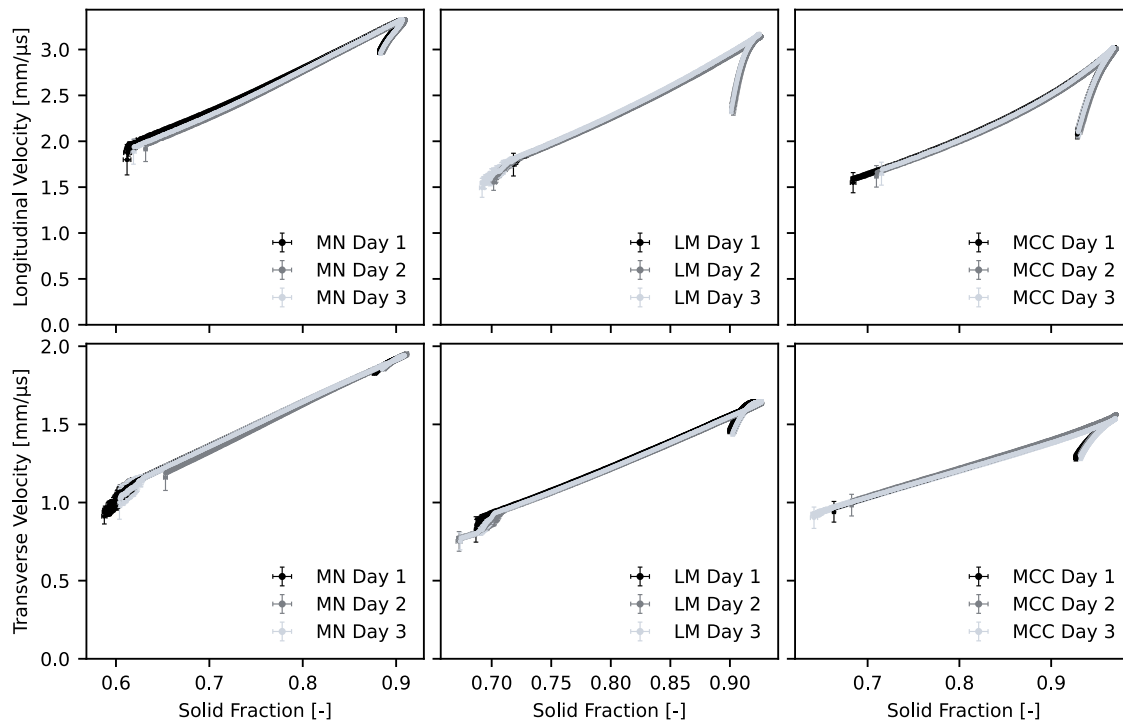 Longitudinal Velocity [mm/μs]
3.0
2.5
2.0
1.5
1.0
0.5
0.0
MN Day 1
MN Day 2
MN Day 3
LM Day 1
LM Day 2
LM Day 3
MCC Day 1
MCC Day 2
MCC Day 3
Transverse Velocity [mm/μs]
2.0
1.5
1.0
0.5
0.0
MN Day 1
MN Day 2
MN Day 3
LM Day 1
LM Day 2
LM Day 3
MCC Day 1
MCC Day 2
MCC Day 3
0.6 0.7 0.8 0.9
0.70 0.75 0.80 0.85 0.90
0.7 0.8 0.9
Solid Fraction [-]
Solid Fraction [-]
Solid Fraction [-]